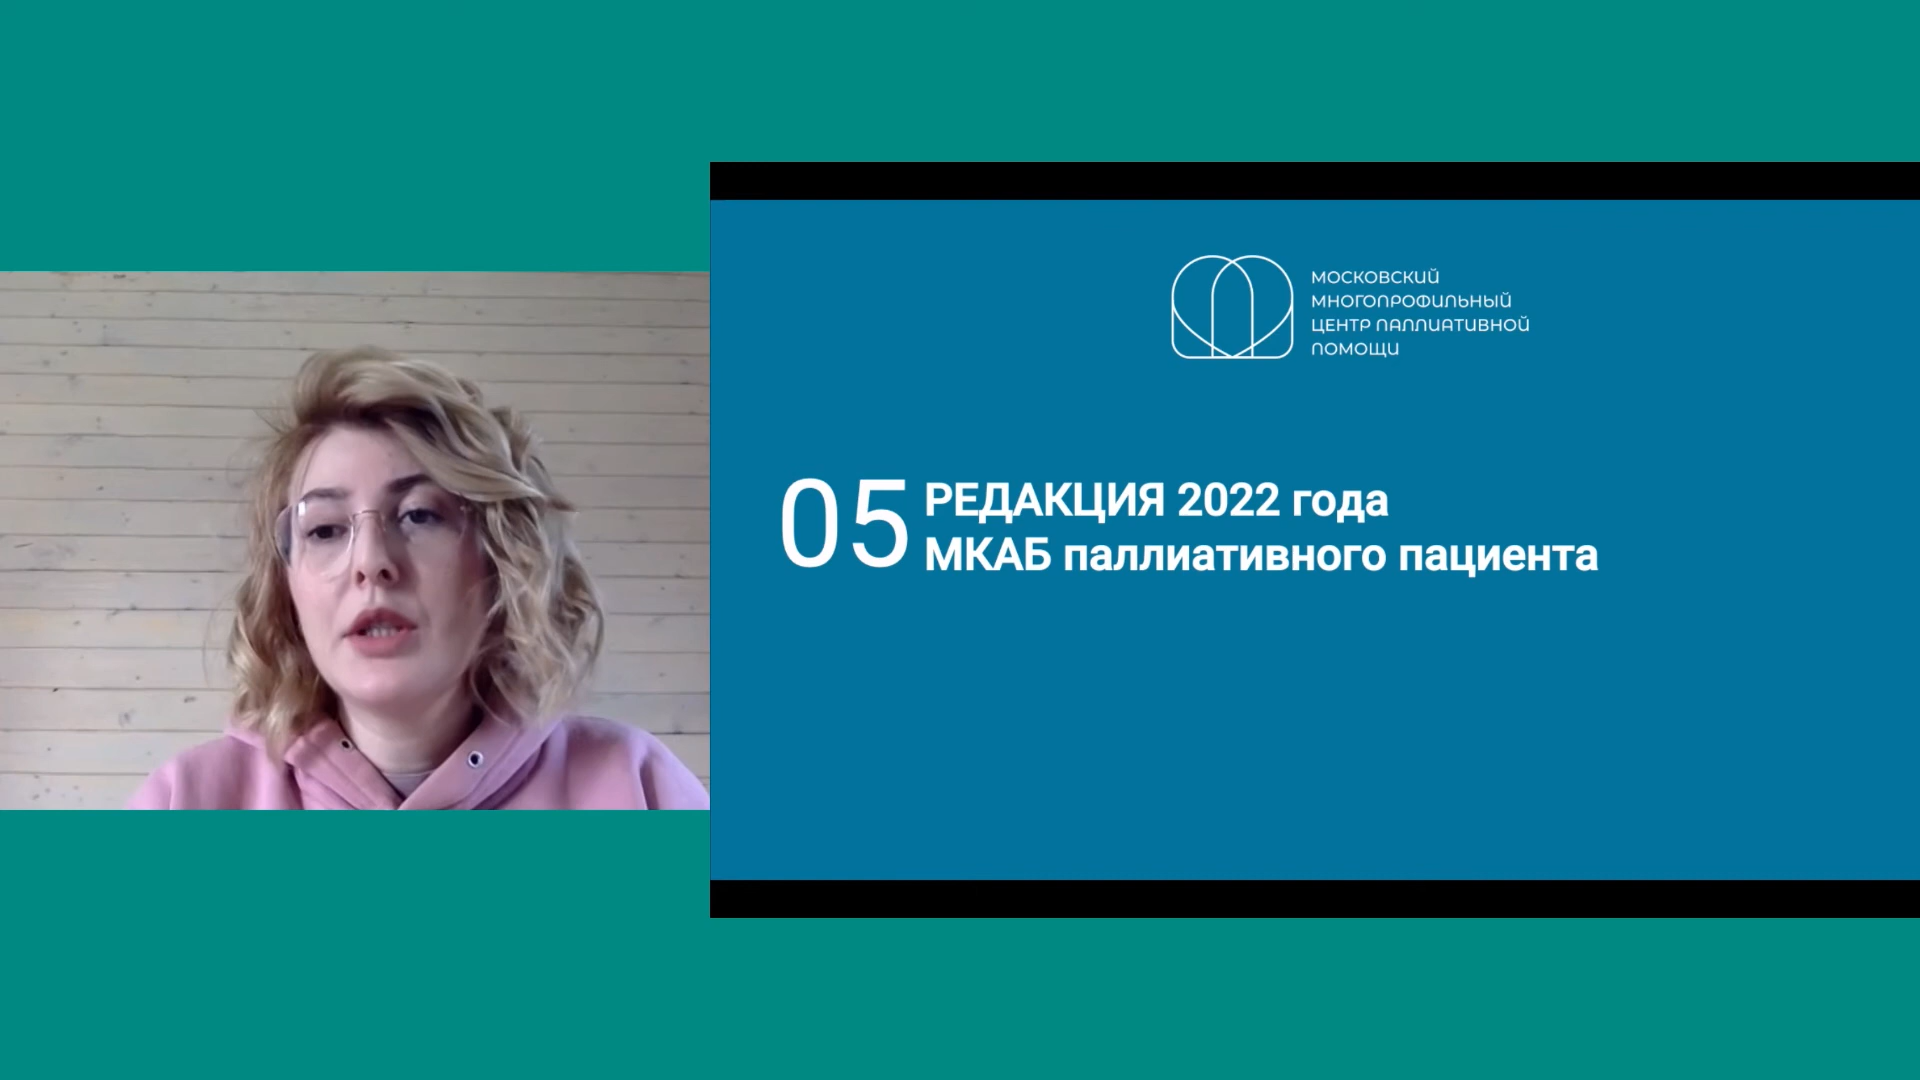 МОСКОВСКИЙ
МНОГОПРОФИЛЬНЫЙ
ЦЕНТР ПАЛЛИАТИВНОЙ
ПОМОЩИ
05 РЕДАКЦИЯ 2022 года
МКАБ паллиативного пациента